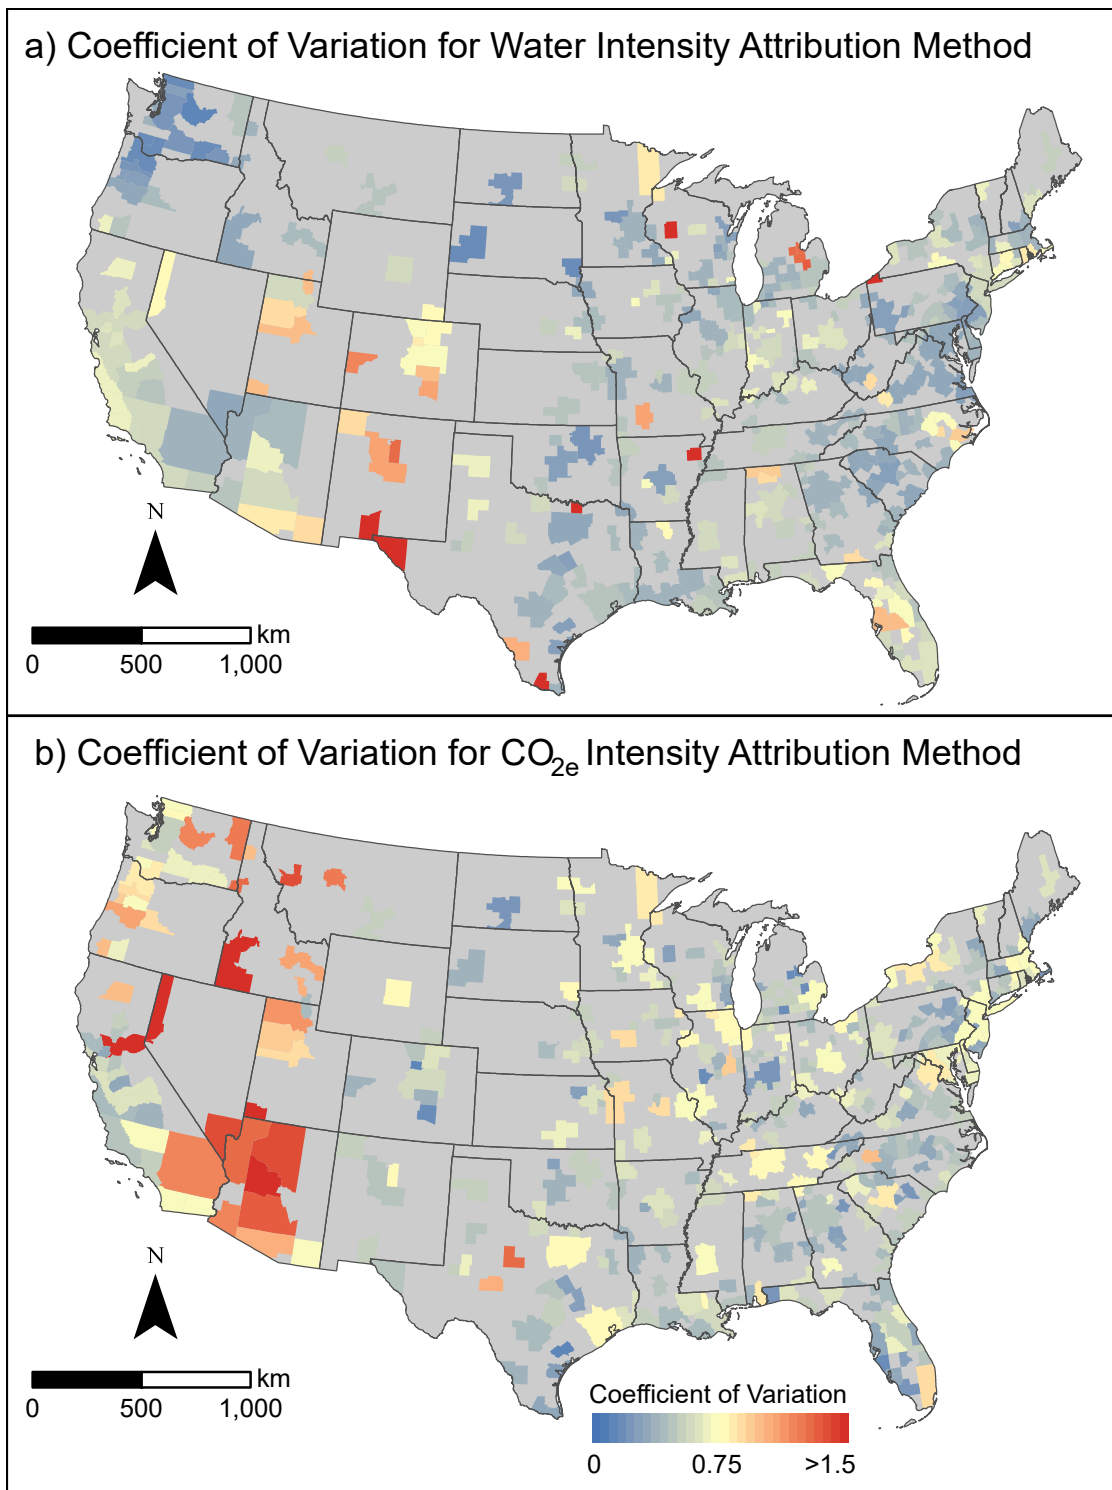 a) Coefficient of Variation for Water Intensity Attribution Method
N
km
0 500 1,000
b) Coefficient of Variation for CO2e Intensity Attribution Method
N
km
0 500 1,000
Coefficient of Variation
0 0.75 >1.5